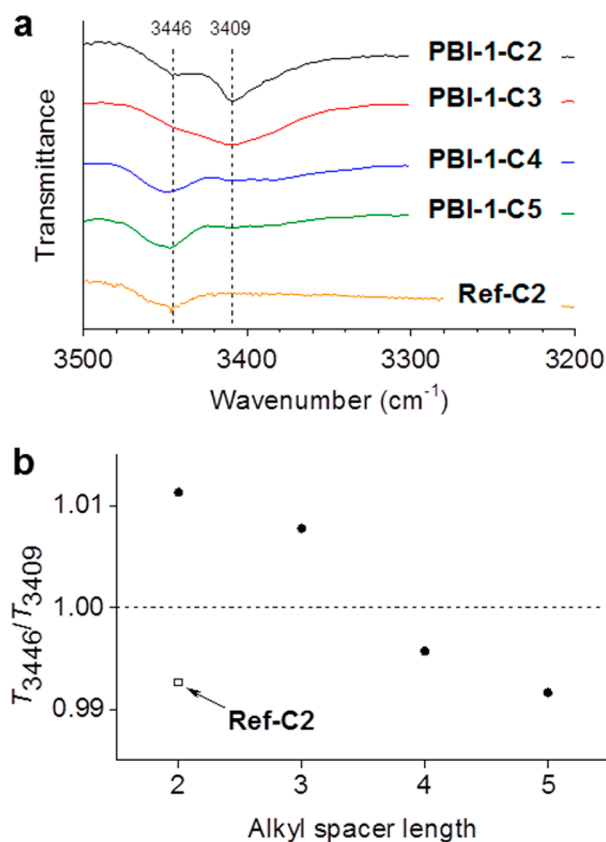 a
3446 3409
PBI-1-C2
PBI-1-C3
PBI-1-C4
PBI-1-C5
Ref-C2
Transmittance
3500 3400 3300 3200
Wavenumber (cm⁻¹)
b
1.01
1.00
0.99
T₃₄₄₆/T₃₄₀₉
Ref-C2
2 3 4 5
Alkyl spacer length